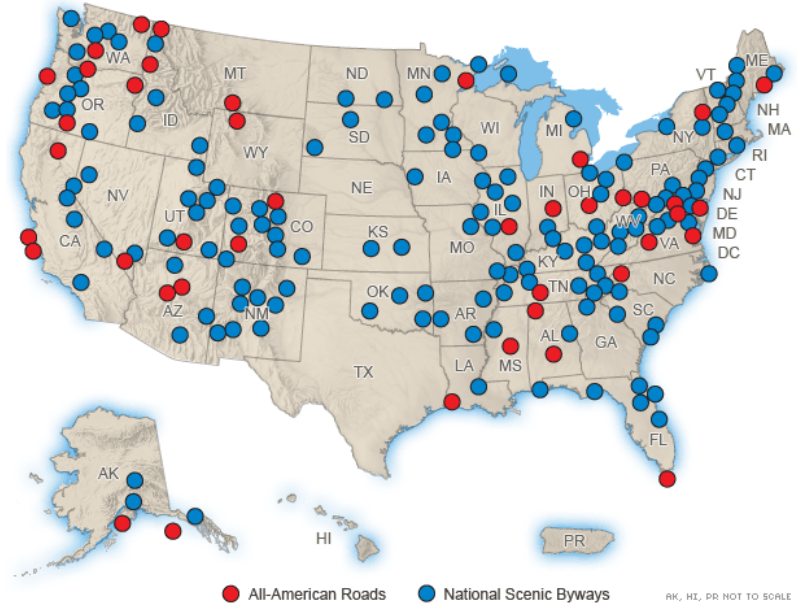 WA
MT
ND
MN
VT
ME
OR
ID
SD
WI
MI
NY
NH
MA
WY
RI
NV
NE
IA
PA
CT
UT
IL
IN
OH
NJ
CA
CO
KS
MO
WV
VA
DE
MD
DC
KY
AZ
NM
OK
TN
NC
AR
SC
TX
LA
MS
AL
GA
FL
AK
HI
PR
All-American Roads
National Scenic Byways
AK, HI, PR NOT TO SCALE